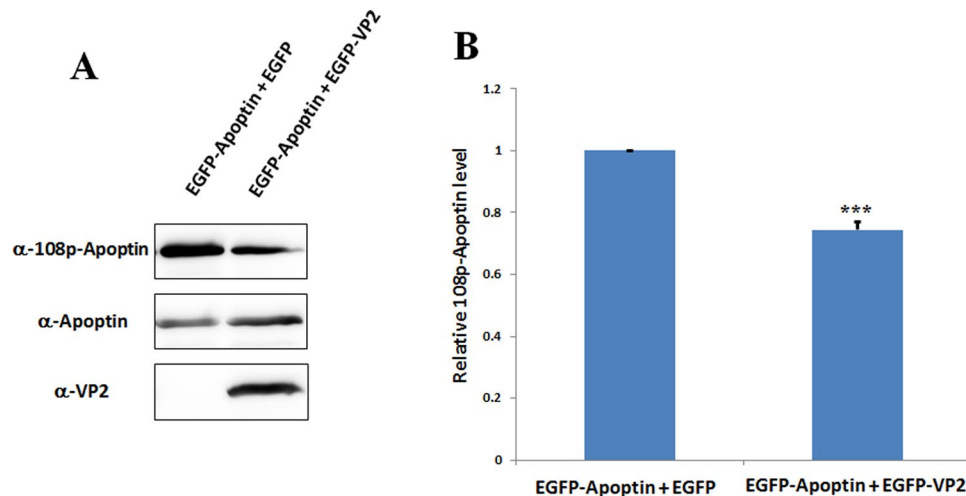 A
EGFP-Apoptin + EGFP
EGFP-Apoptin + EGFP-VP2
α-108p-Apoptin
α-Apoptin
α-VP2
B
Relative 108p-Apoptin level
1.2
1
0.8
0.6
0.4
0.2
0
***
EGFP-Apoptin + EGFP
EGFP-Apoptin + EGFP-VP2